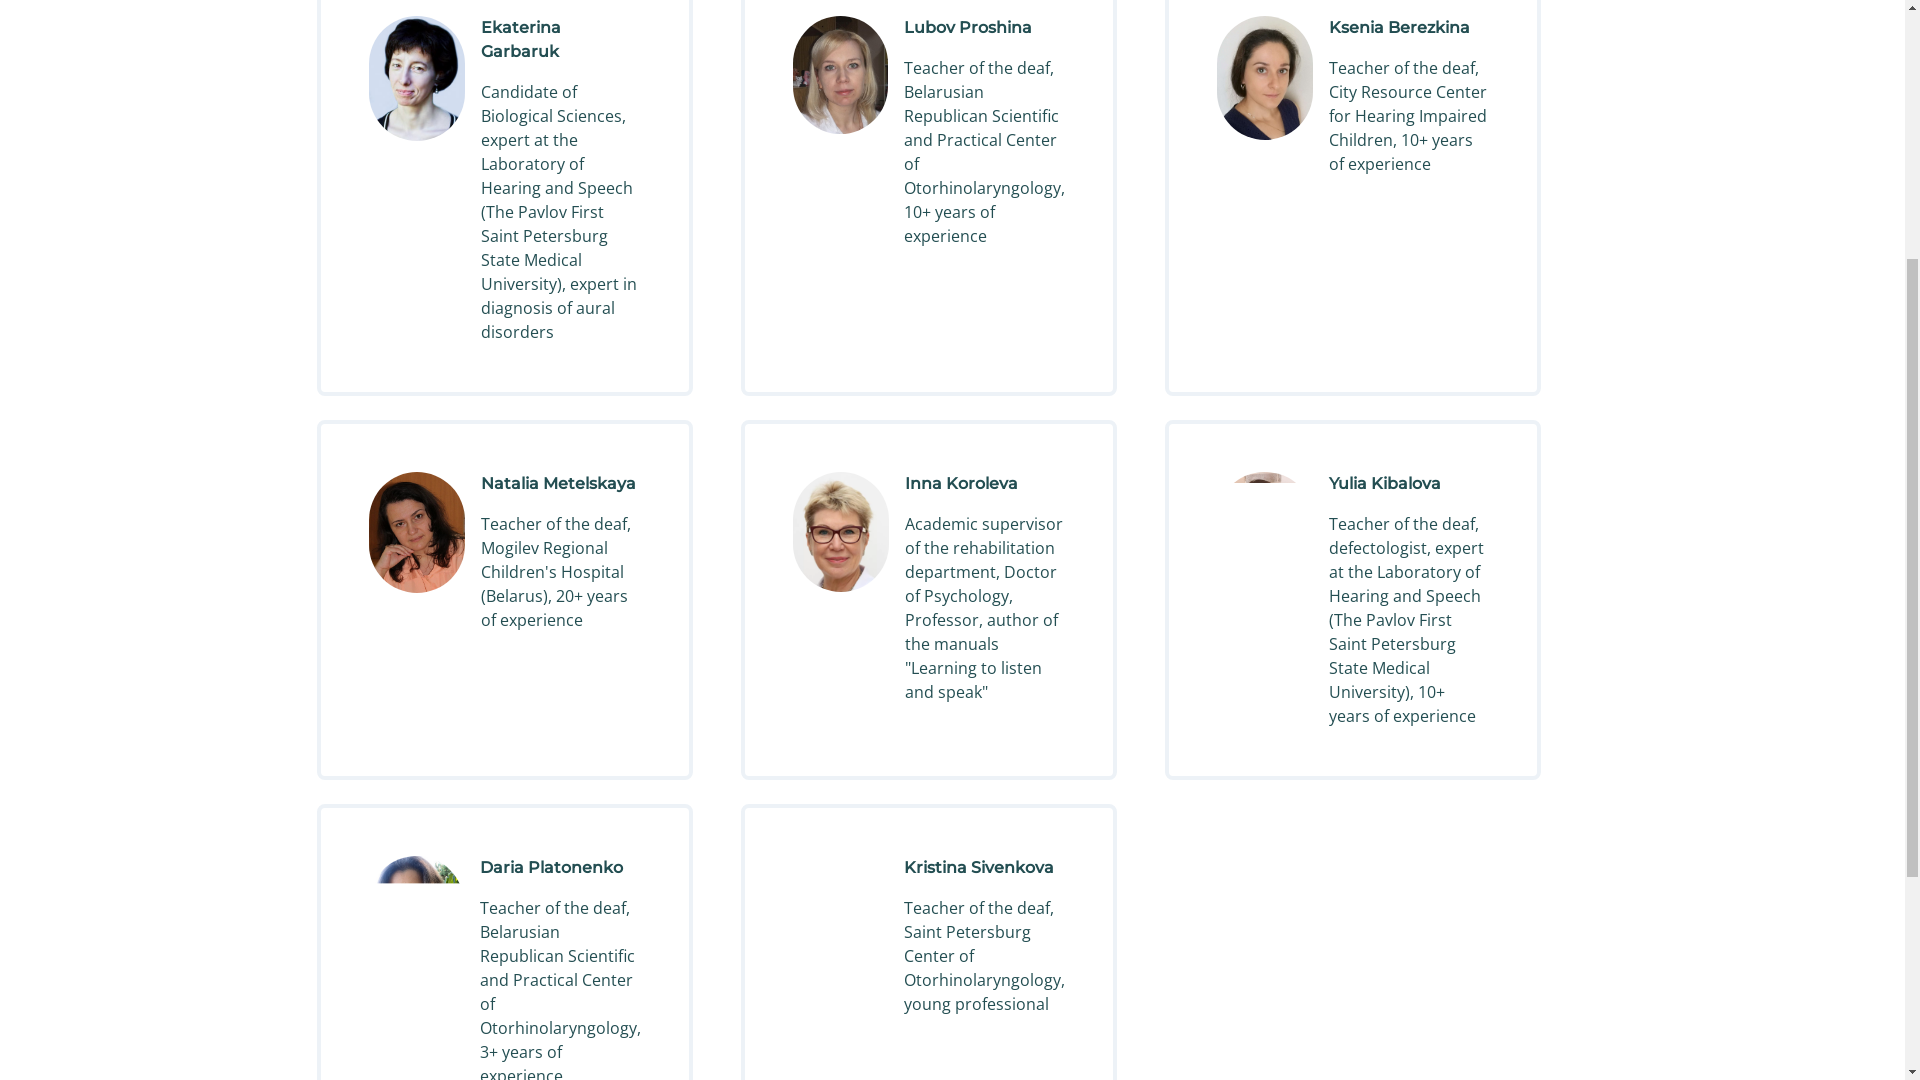 Ekaterina
Garbaruk
Candidate of
Biological Sciences,
expert at the
Laboratory of
Hearing and Speech
(The Pavlov First
Saint Petersburg
State Medical
University), expert in
diagnosis of aural
disorders
Lubov Proshina
Teacher of the deaf,
Belarusian
Republican Scientific
and Practical Center
of
Otorhinolaryngology,
10+ years of
experience
Ksenia Berezkina
Teacher of the deaf,
City Resource Center
for Hearing Impaired
Children, 10+ years
of experience
Natalia Metelskaya
Teacher of the deaf,
Mogilev Regional
Children's Hospital
(Belarus), 20+ years
of experience
Inna Koroleva
Academic supervisor
of the rehabilitation
department, Doctor
of Psychology,
Professor, author of
the manuals
"Learning to listen
and speak"
Yulia Kibalova
Teacher of the deaf,
defectologist, expert
at the Laboratory of
Hearing and Speech
(The Pavlov First
Saint Petersburg
State Medical
University), 10+
years of experience
Daria Platonenko
Teacher of the deaf,
Belarusian
Republican Scientific
and Practical Center
of
Otorhinolaryngology,
3+ years of
experience
Kristina Sivenkova
Teacher of the deaf,
Saint Petersburg
Center of
Otorhinolaryngology,
young professional